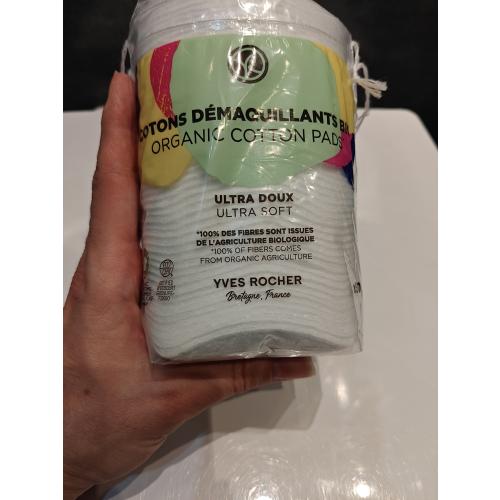 COTONS DÉMAQUILLANTS
ORGANIC COTTON PADS
ULTRA DOUX
ULTRA SOFT
*100% DES FIBRES SONT ISSUES
DE L'AGRICULTURE BIOLOGIQUE
*100% OF FIBERS COMES
FROM ORGANIC AGRICULTURE
YVES ROCHER
Bretagne, France